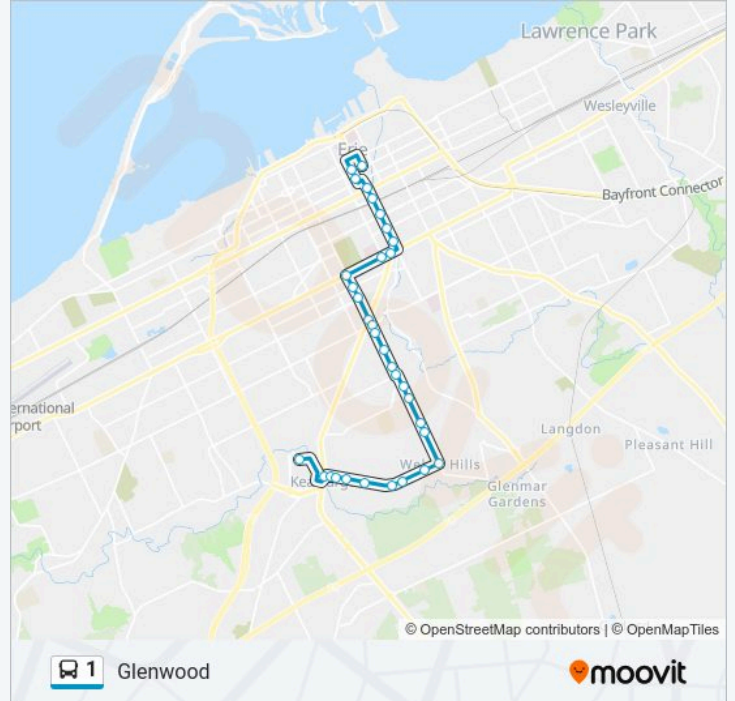 Lawrence Park
Wesleyville
Erie
Bayfront Connector
ernational
rport
Langdon
Pleasant Hill
Glenmar
Gardens
© OpenStreetMap contributors | © OpenMapTiles
1 Glenwood
moovit